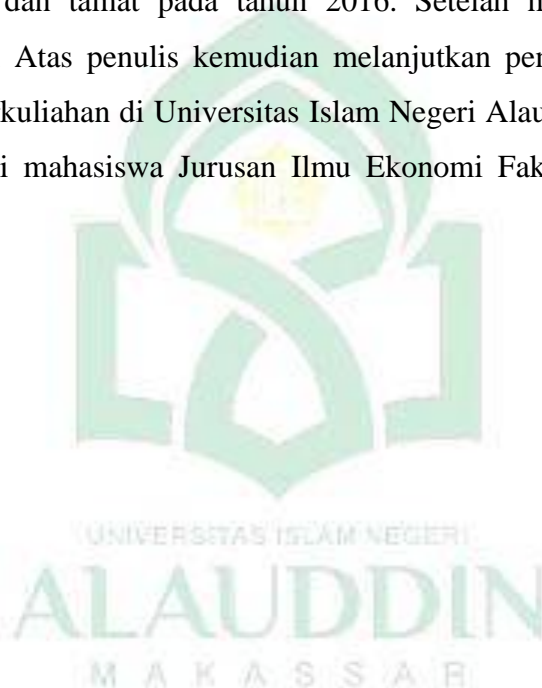 dan tamat pada tahun 2016. Setelah
Atas penulis kemudian melanjutkan
kuliahan di Universitas Islam Negeri Alau
i mahasiswa Jurusan Ilmu Ekonomi Fak
UNIVERSITAS ISLAM NEGERI
ALAUDDIN
MAKASSAR